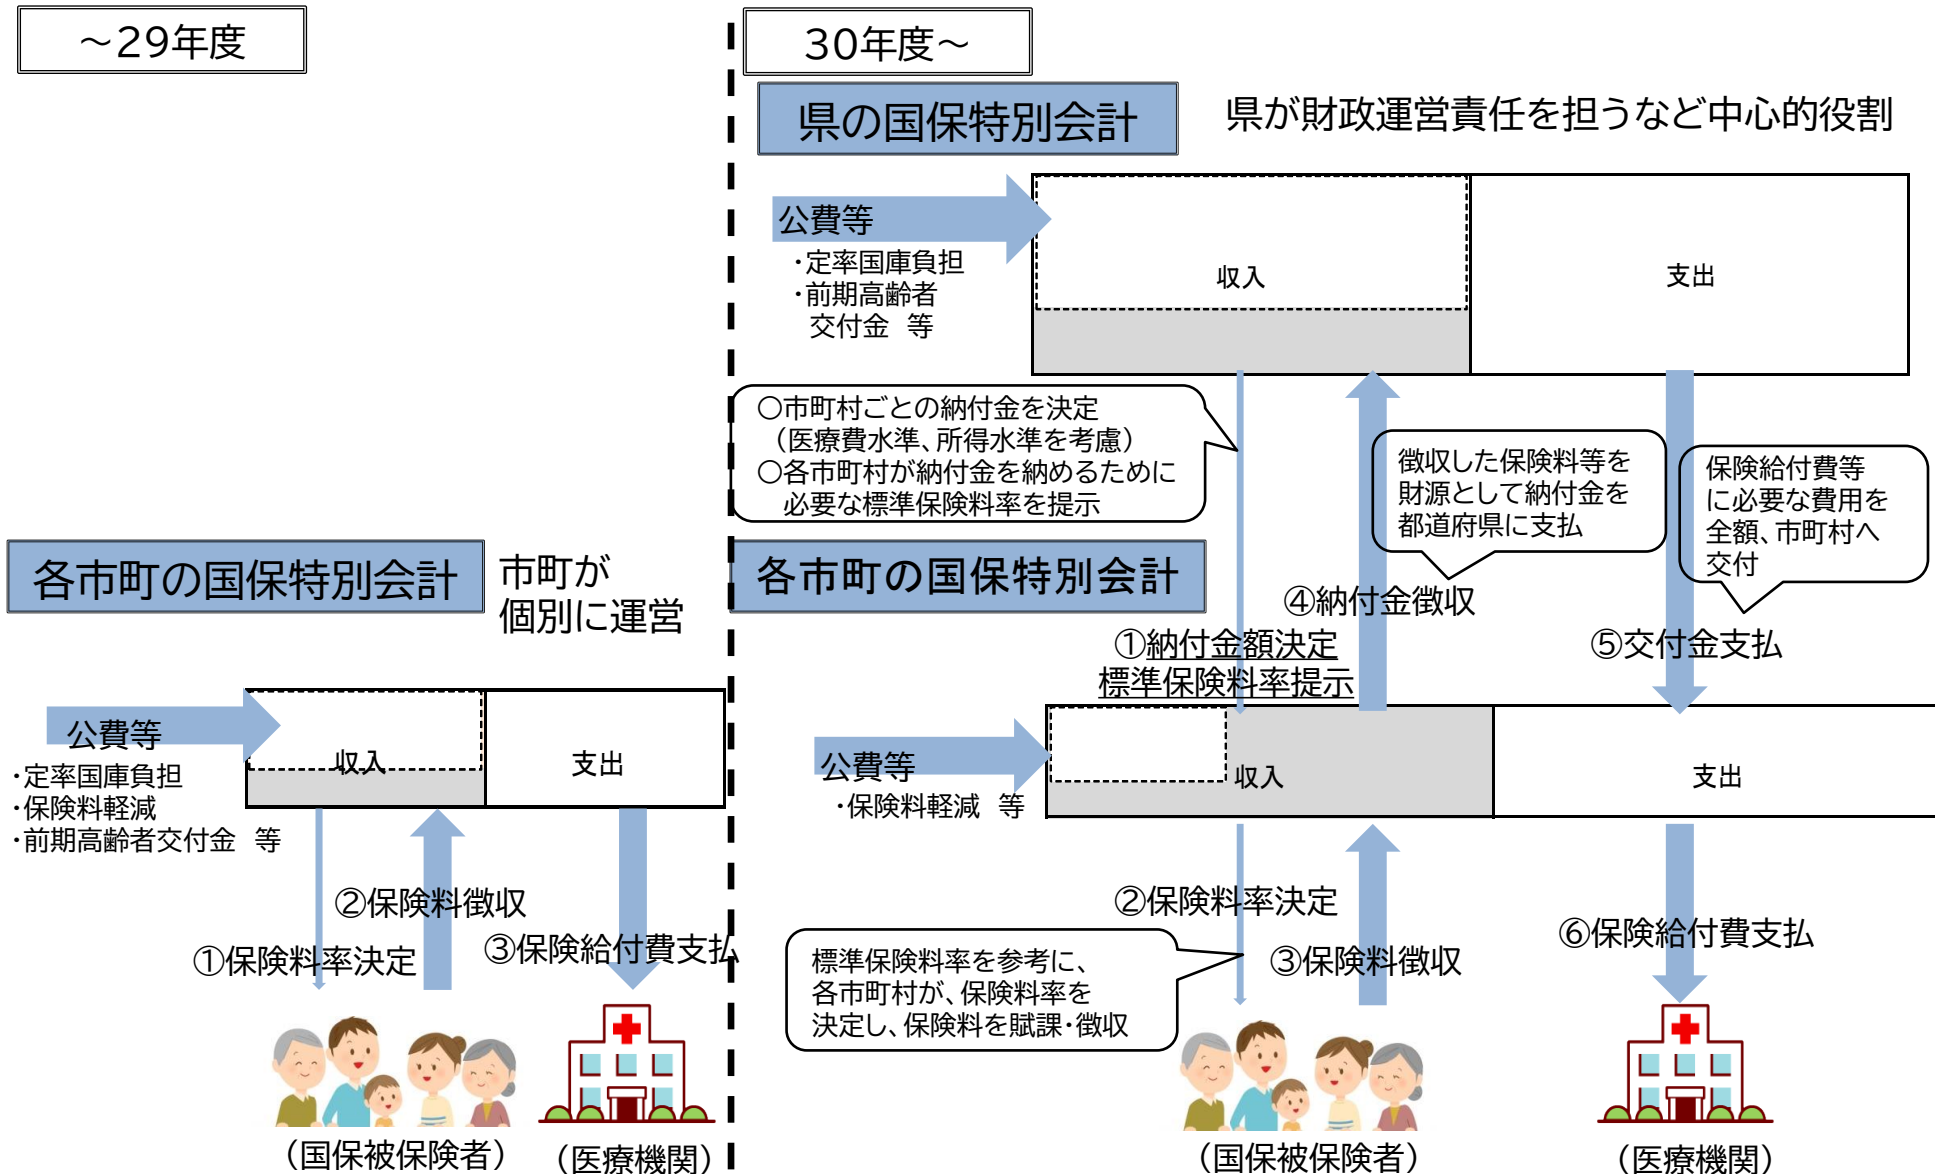 ～29年度
各市町の国保特別会計
市町が
個別に運営
公費等
・定率国庫負担
・保険料軽減
・前期高齢者交付金　等
収入
支出
②保険料徴収
①保険料率決定
③保険給付費支払
（国保被保険者）
（医療機関）
30年度～
県の国保特別会計
県が財政運営責任を担うなど中心的役割
公費等
・定率国庫負担
・前期高齢者
交付金　等
収入
支出
○市町村ごとの納付金を決定
（医療費水準、所得水準を考慮）
○各市町村が納付金を納めるために
必要な標準保険料率を提示
徴収した保険料等を
財源として納付金を
都道府県に支払
保険給付費等
に必要な費用を
全額、市町村へ
交付
各市町の国保特別会計
④納付金徴収
①納付金額決定
標準保険料率提示
⑤交付金支払
公費等
・保険料軽減　等
収入
支出
②保険料率決定
標準保険料率を参考に、
各市町村が、保険料率を
決定し、保険料を賦課・徴収
③保険料徴収
⑥保険給付費支払
（国保被保険者）
（医療機関）